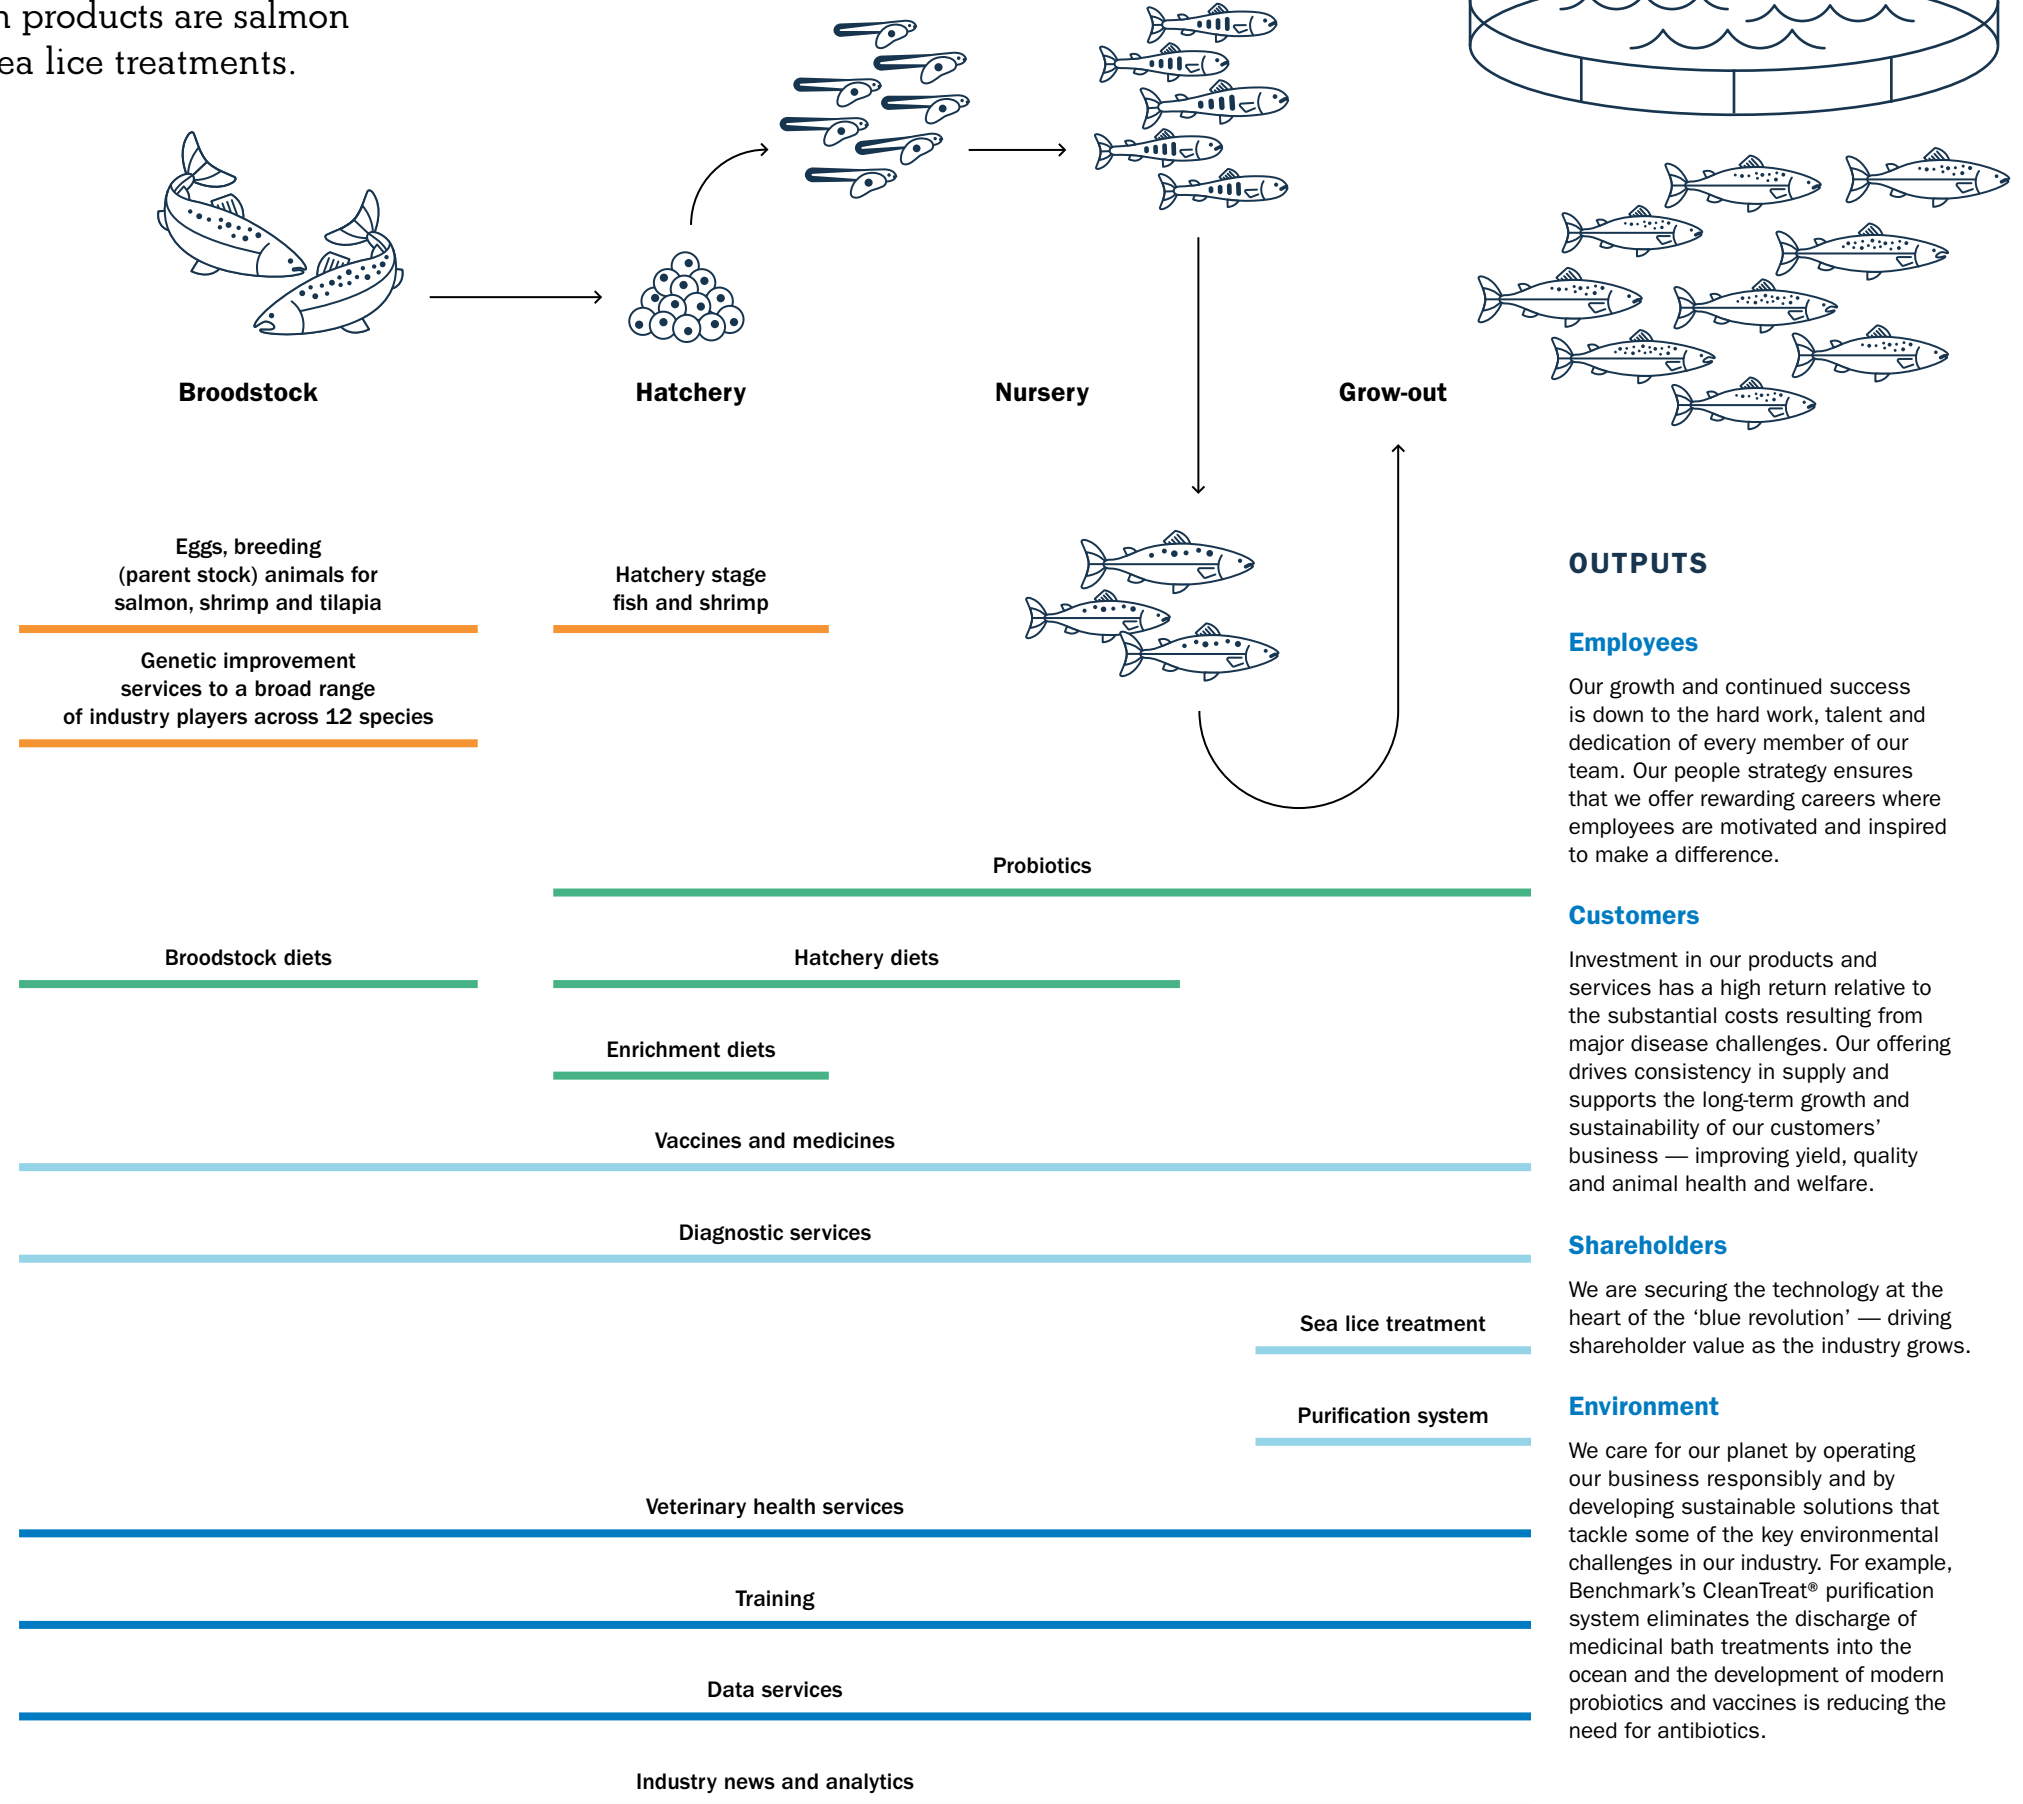 products are salmon
lice treatments.
Broodstock
Hatchery
Nursery
Grow-out
Eggs, breeding
(parent stock) animals for
salmon, shrimp and tilapia
Hatchery stage
fish and shrimp
Genetic improvement
services to a broad range
of industry players across 12 species
Probiotics
Broodstock diets
Hatchery diets
Enrichment diets
Vaccines and medicines
Diagnostic services
Sea lice treatment
Purification system
Veterinary health services
Training
Data services
Industry news and analytics
OUTPUTS
Employees
Our growth and continued success
is down to the hard work, talent and
dedication of every member of our
team. Our people strategy ensures
that we offer rewarding careers where
employees are motivated and inspired
to make a difference.
Customers
Investment in our products and
services has a high return relative to
the substantial costs resulting from
major disease challenges. Our offering
drives consistency in supply and
supports the long-term growth and
sustainability of our customers’
business — improving yield, quality
and animal health and welfare.
Shareholders
We are securing the technology at the
heart of the ‘blue revolution’ — driving
shareholder value as the industry grows.
Environment
We care for our planet by operating
our business responsibly and by
developing sustainable solutions that
tackle some of the key environmental
challenges in our industry. For example,
Benchmark’s CleanTreat® purification
system eliminates the discharge of
medicinal bath treatments into the
ocean and the development of modern
probiotics and vaccines is reducing the
need for antibiotics.